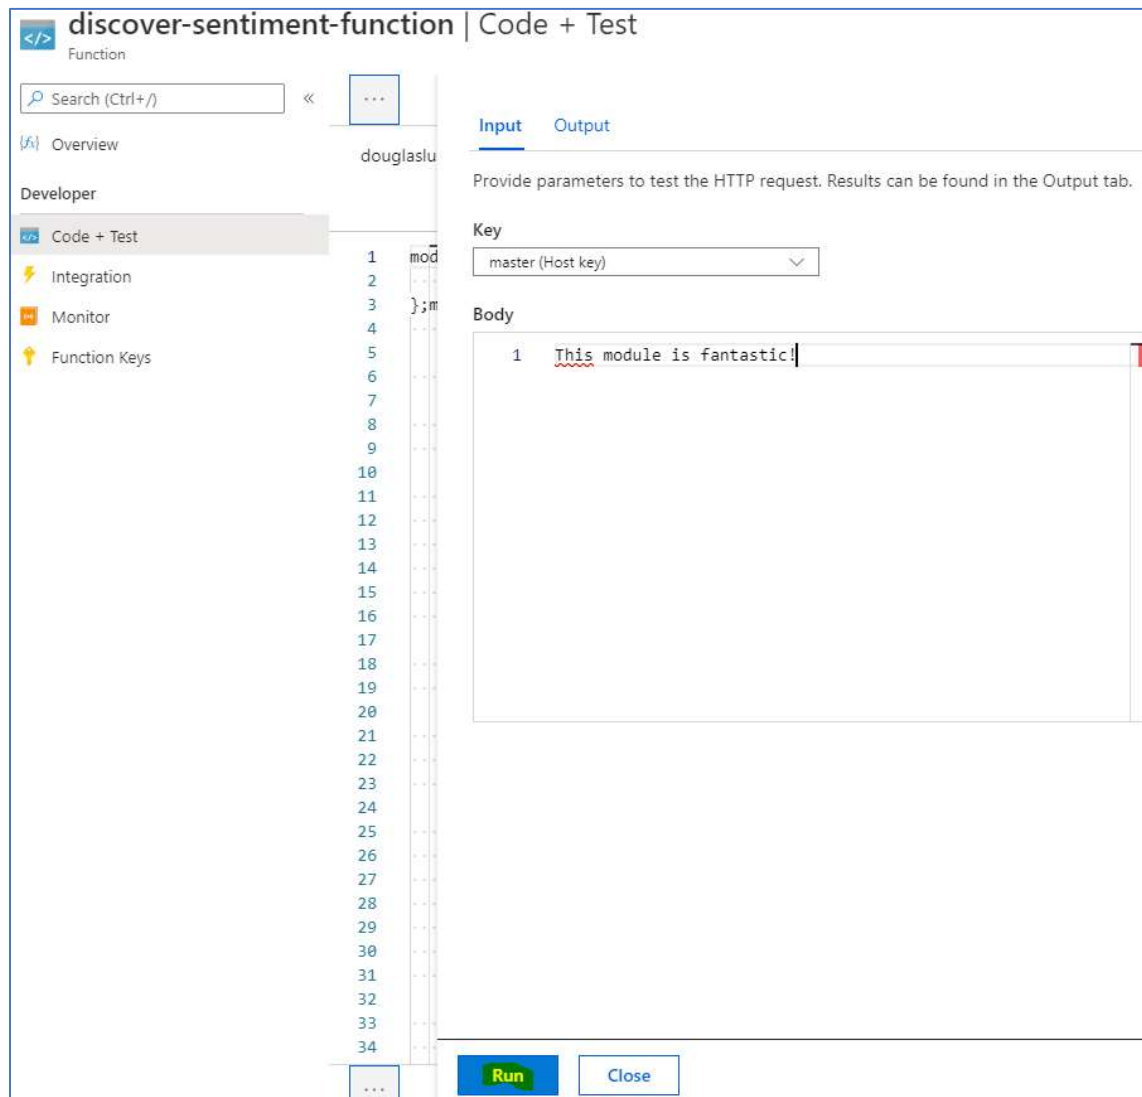 discover-sentiment-function | Code + Test
Function
Search (Ctrl+/)
«
...
Overview
Developer
Code + Test
Integration
Monitor
Function Keys
douglaslu
1 mod
2
3 };m
4
5
6
7
8
9
10
11
12
13
14
15
16
17
18
19
20
21
22
23
24
25
26
27
28
29
30
31
32
33
34
...
Input Output
Provide parameters to test the HTTP request. Results can be found in the Output tab.
Key
master (Host key)
Body
1 This module is fantastic!
Run Close